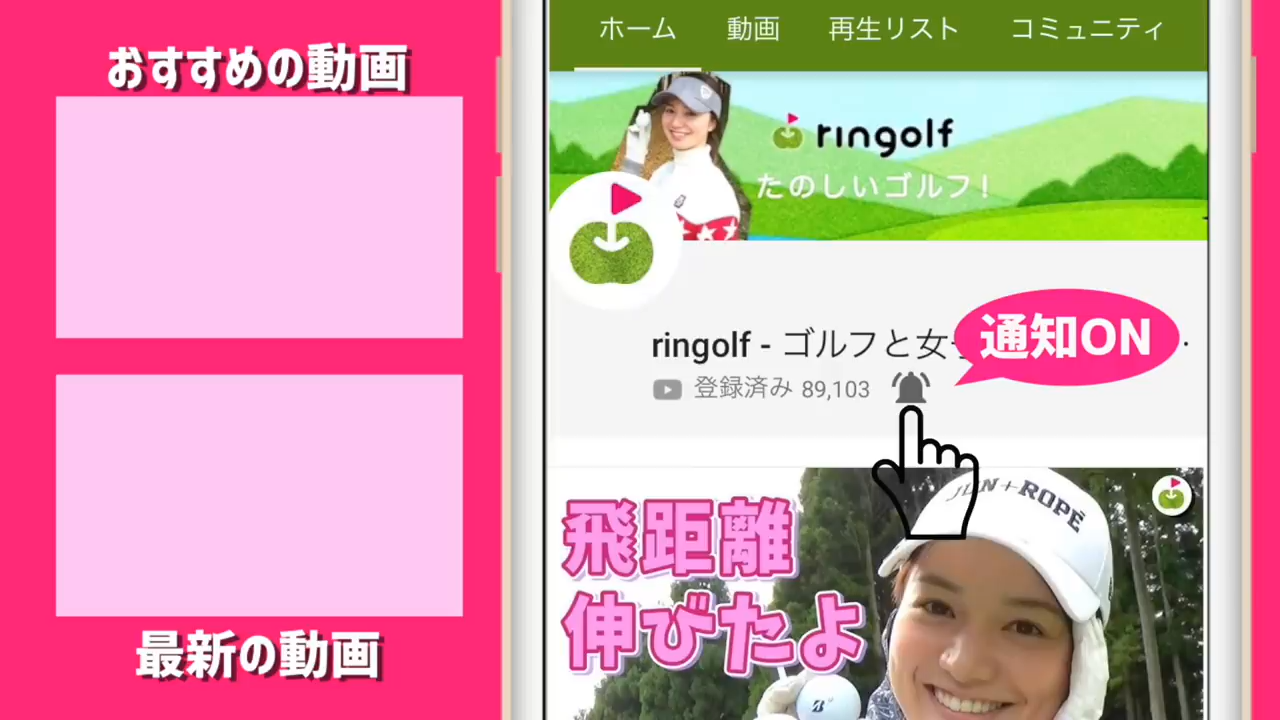 おすすめの動画
最新の動画
ホーム 動画 再生リスト コミュニティ
ringolf
たのしいゴルフ!
ringolf - ゴルフと女
通知ON
登録済み 89,103
飛距離
伸びたよ
JUN+ROPÉ
B